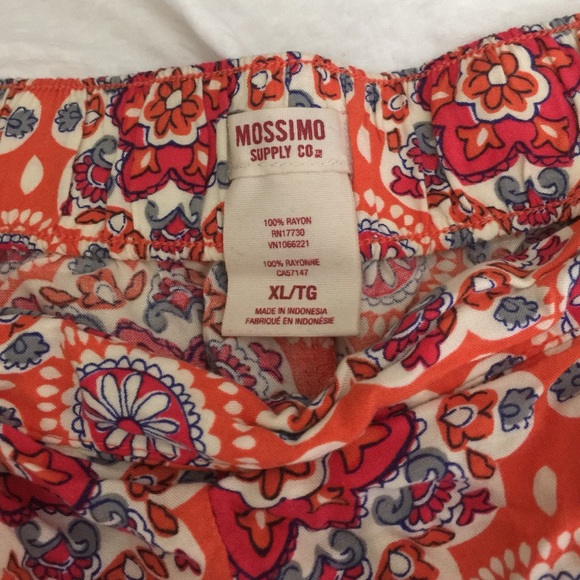 MOSSIMO
SUPPLY CO.
100% RAYON
RN17730
VN1066221
100% RAYONNE
CA57147
XL/TG
MADE IN INDONESIA
FABRIQUÉ EN INDONÉSIE